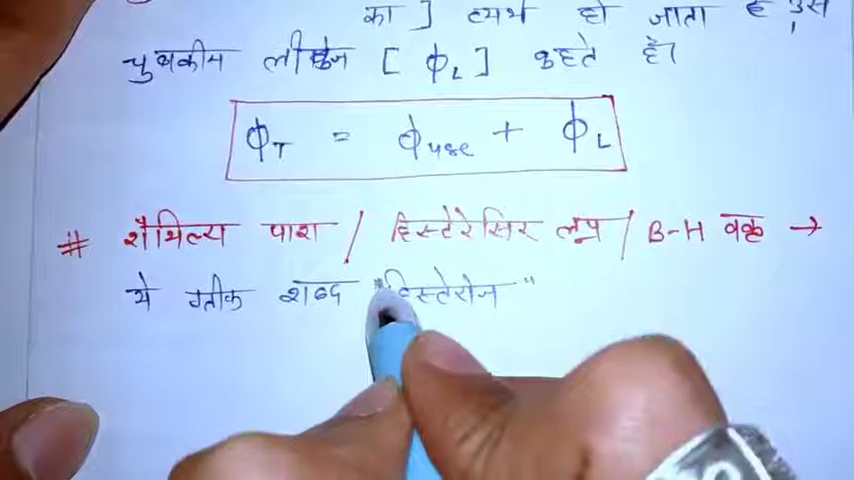 का ] व्यर्थ हो जाता है उसे
चुंबकीय लीकेज [ ϕL ] कहते है।
ϕT = ϕuse + ϕL
# शैथिल्य पाश / हिस्टेरेसिस लूप / B-H वक्र →
ये ग्रीक शब्द "हिस्टेरोज"